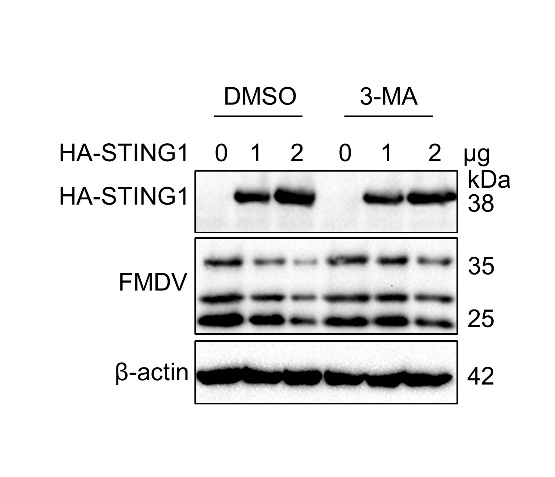 DMSO 3-MA
HA-STING1 0 1 2 0 1 2 µg
kDa
HA-STING1 38
35
FMDV
25
β-actin 42